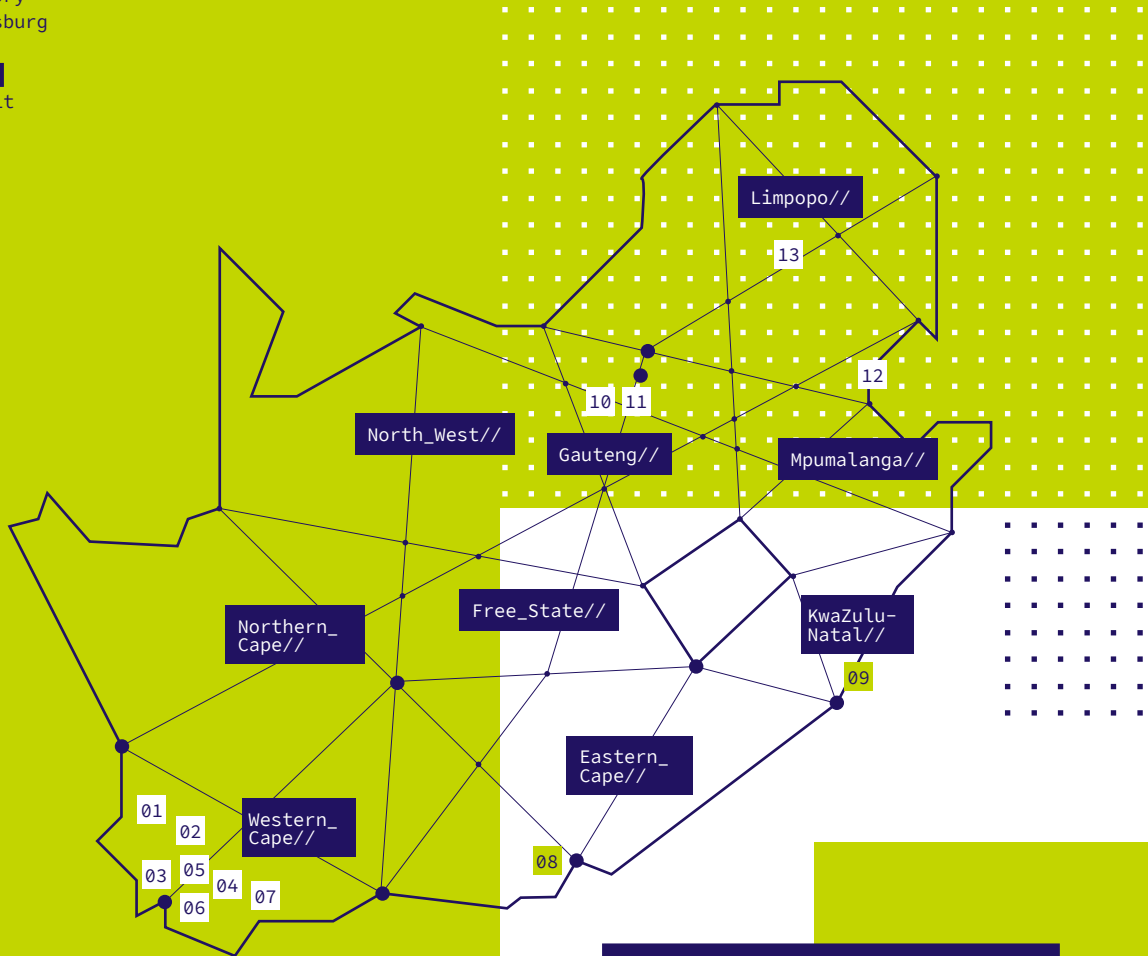 sburg
Limpopo//
13
12
10
11
North_West//
Gauteng//
Mpumalanga//
Free_State//
KwaZulu-
Natal//
Northern_
Cape//
09
Eastern_
Cape//
01
02
Western_
Cape//
08
03
05
04
07
06